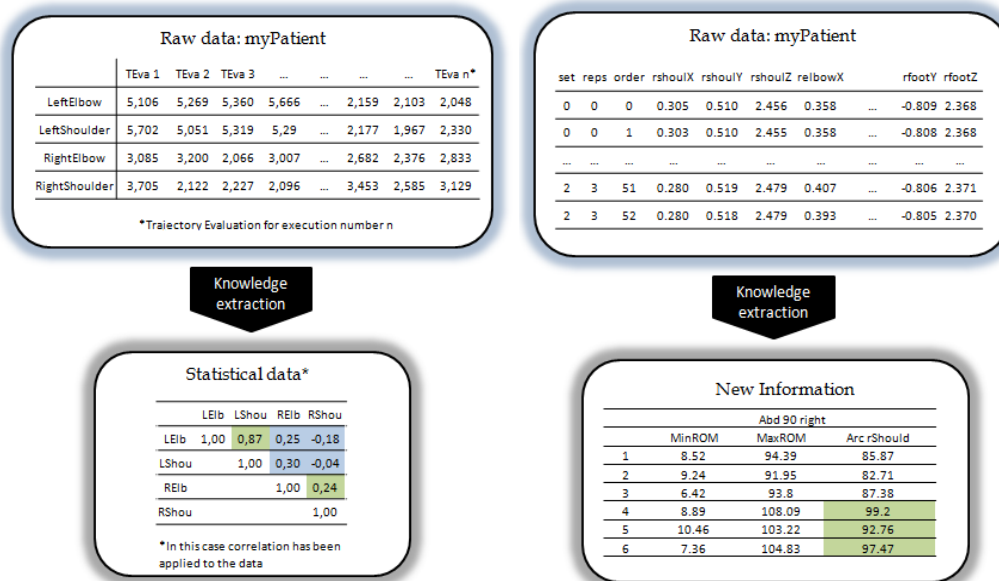 Raw data: myPatient
TEva 1 TEva 2 TEva 3 ... ... ... ... TEva n*
LeftElbow 5,106 5,269 5,360 5,666 ... 2,159 2,103 2,048
LeftShoulder 5,702 5,051 5,319 5,29 ... 2,177 1,967 2,330
RightElbow 3,085 3,200 2,066 3,007 ... 2,682 2,376 2,833
RightShoulder 3,705 2,122 2,227 2,096 ... 3,453 2,585 3,129
*Traiectory Evaluation for execution number n
Knowledge
extraction
Statistical data*
LElb LShou RElb RShou
LElb 1,00 0,87 0,25 -0,18
LShou 1,00 0,30 -0,04
RElb 1,00 0,24
RShou 1,00
*In this case correlation has been
applied to the data
Raw data: myPatient
set reps order rshoulX rshoulY rshoulZ relbowX rfootY rfootZ
0 0 0 0.305 0.510 2.456 0.358 ... -0.809 2.368
0 0 1 0.303 0.510 2.455 0.358 ... -0.808 2.368
... ... ... ... ... ... ... ... ... ...
2 3 51 0.280 0.519 2.479 0.407 ... -0.806 2.371
2 3 52 0.280 0.518 2.479 0.393 ... -0.805 2.370
Knowledge
extraction
New Information
Abd 90 right
MinROM MaxROM Arc rShould
1 8.52 94.39 85.87
2 9.24 91.95 82.71
3 6.42 93.8 87.38
4 8.89 108.09 99.2
5 10.46 103.22 92.76
6 7.36 104.83 97.47